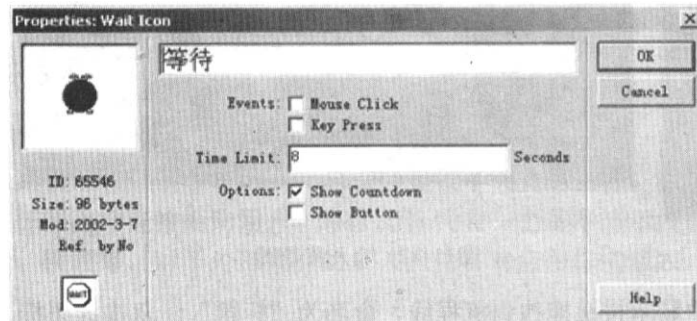 Properties: Wait Icon
等待
OK
Cancel
Events: Mouse Click
Key Press
Time Limit: 8 Seconds
Options: Show Countdown
Show Button
ID: 65546
Size: 96 bytes
Mod: 2002-3-7
Ref. by No
WAIT
Help